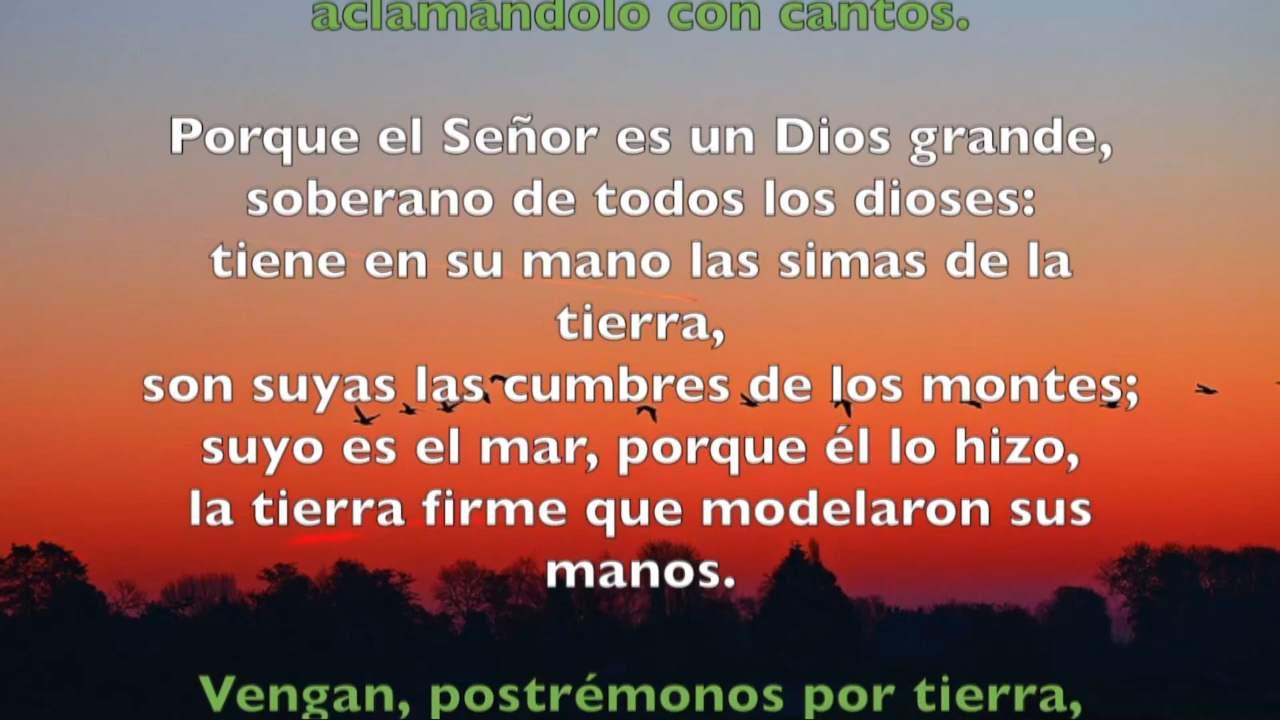 aclamándolo con cantos.
Porque el Señor es un Dios grande,
soberano de todos los dioses:
tiene en su mano las simas de la
tierra,
son suyas las cumbres de los montes;
suyo es el mar, porque él lo hizo,
la tierra firme que modelaron sus
manos.
Vengan, postrémonos por tierra,